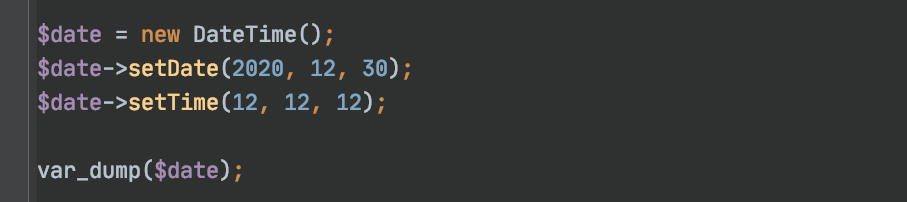 $date = new DateTime();
$date->setDate(2020, 12, 30);
$date->setTime(12, 12, 12);
var_dump($date);